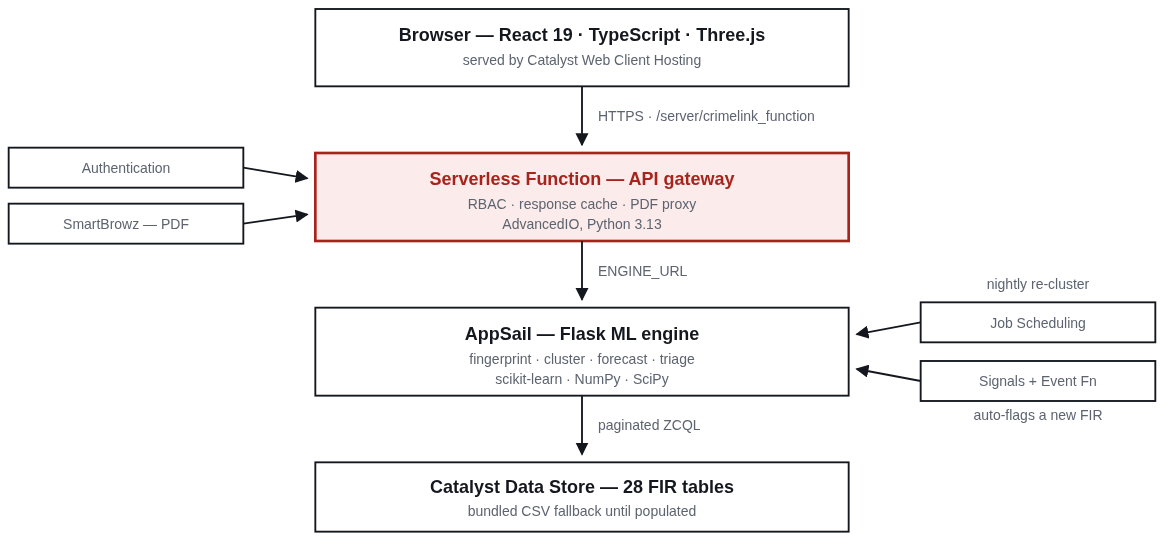 Browser — React 19 · TypeScript · Three.js
served by Catalyst Web Client Hosting
HTTPS · /server/crimelink_function
Authentication
SmartBrowz — PDF
Serverless Function — API gateway
RBAC · response cache · PDF proxy
AdvancedIO, Python 3.13
ENGINE_URL
AppSail — Flask ML engine
fingerprint · cluster · forecast · triage
scikit-learn · NumPy · SciPy
nightly re-cluster
Job Scheduling
Signals + Event Fn
auto-flags a new FIR
paginated ZCQL
Catalyst Data Store — 28 FIR tables
bundled CSV fallback until populated